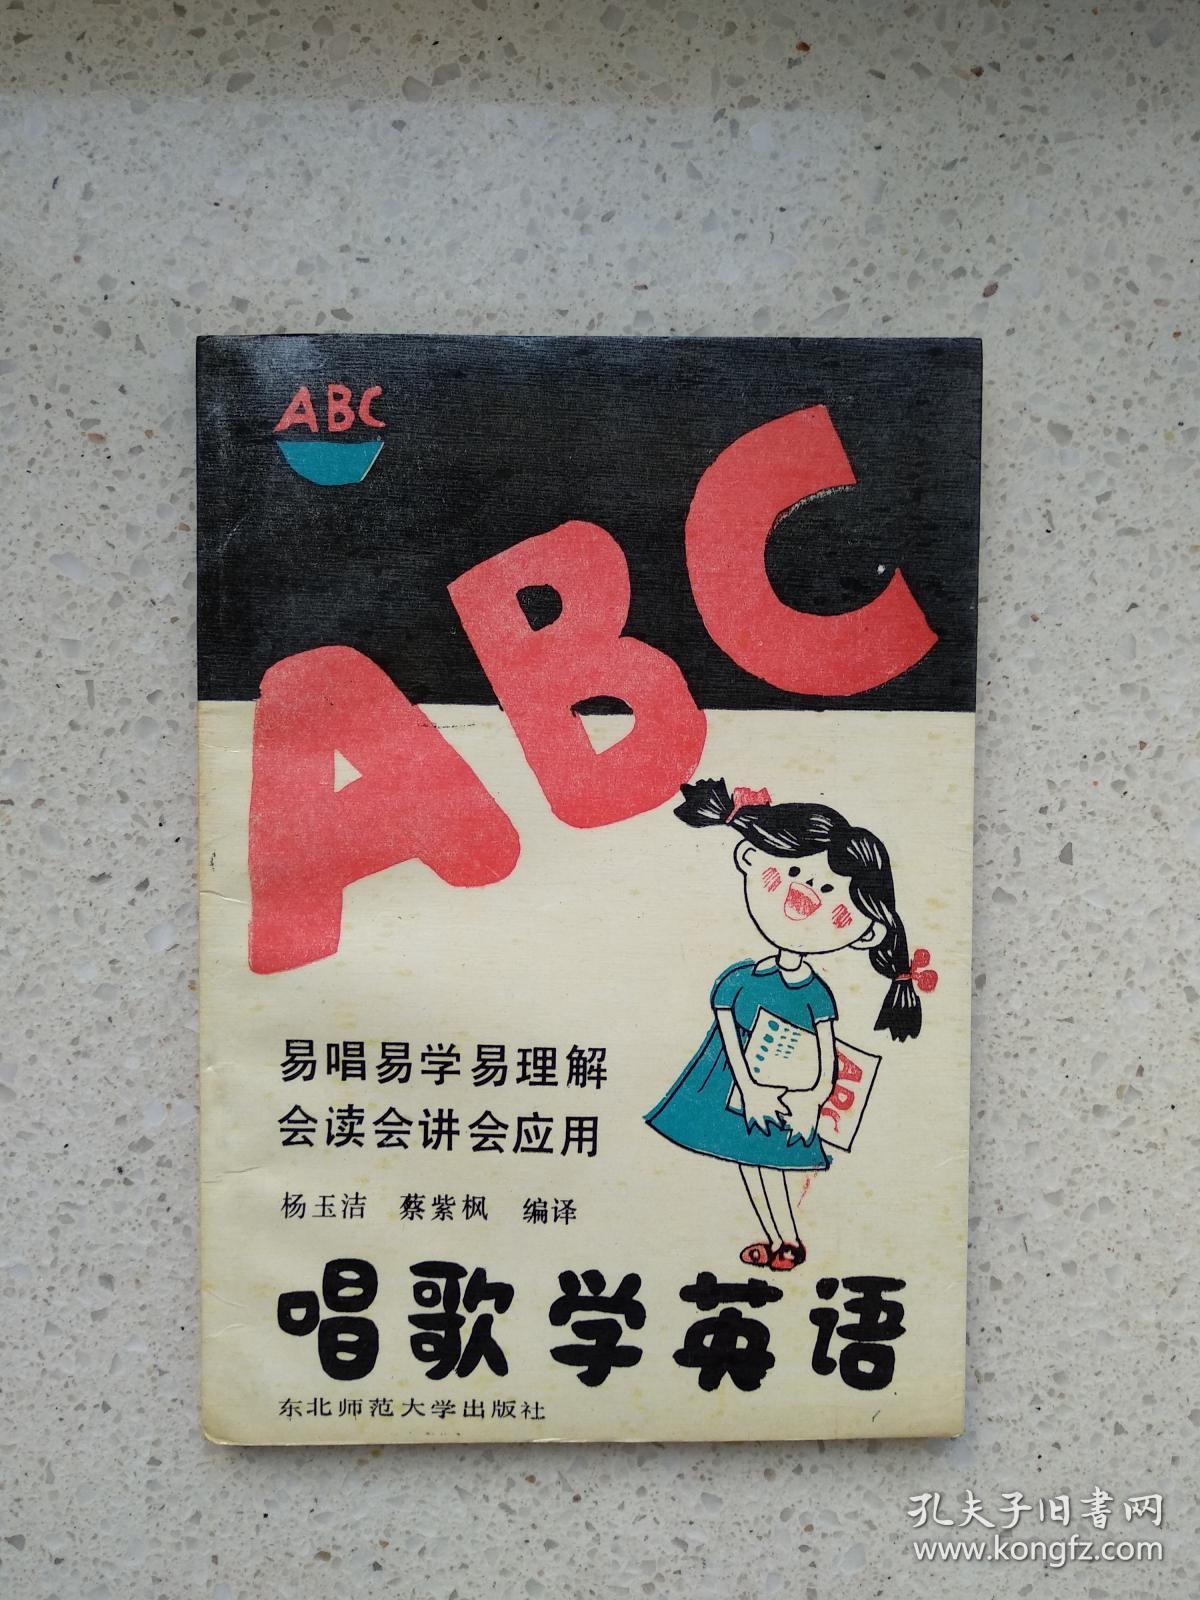 ABC
ABC
ABC
易唱易学易理解
会读会讲会应用
杨玉洁 蔡紫枫 编译
唱歌学英语
东北师范大学出版社
孔夫子旧书网
www.kongfz.com